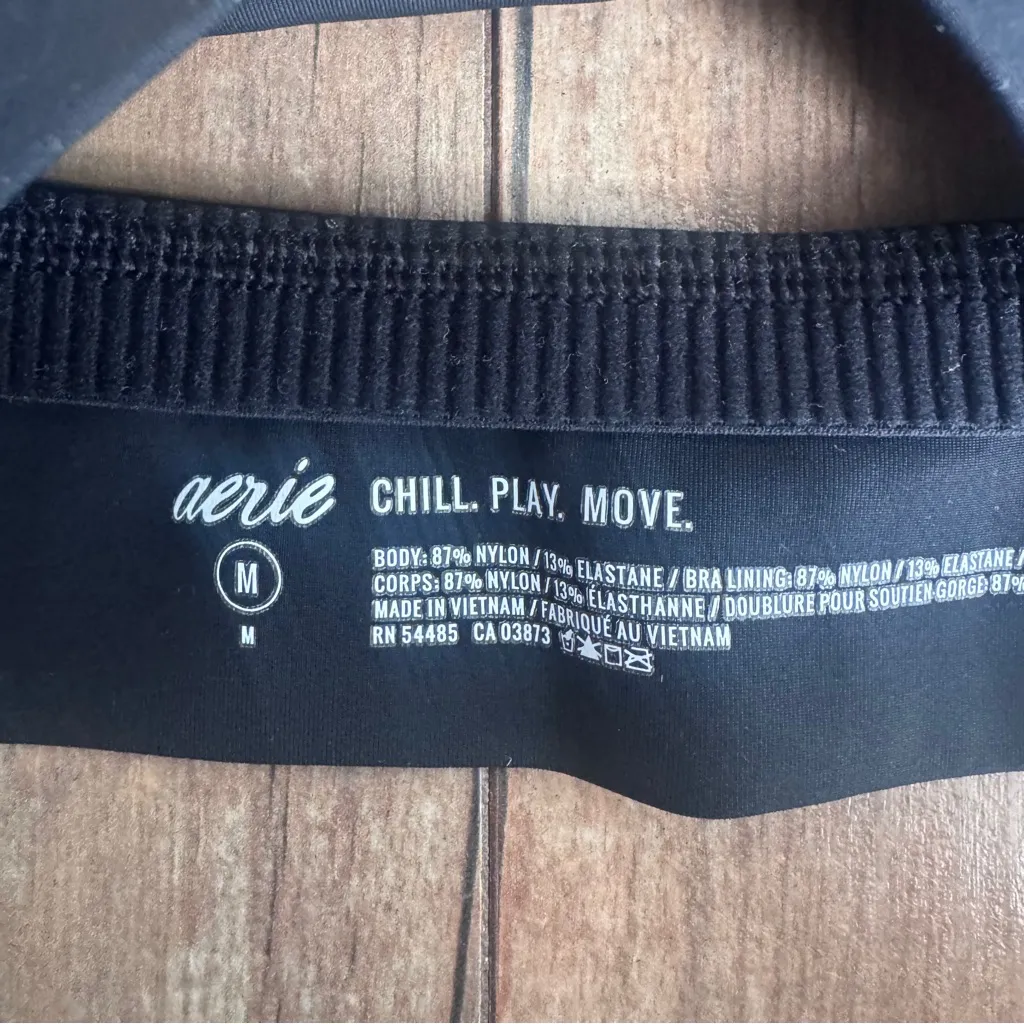 aerie CHILL. PLAY. MOVE.
M
M
BODY: 87% NYLON / 13% ELASTANE / BRA LINING: 87% NYLON / 13% ELASTANE /
CORPS: 87% NYLON / 13% ÉLASTHANNE / DOUBLURE POUR SOUTIEN-GORGE: 87%
MADE IN VIETNAM / FABRIQUÉ AU VIETNAM
RN 54485 CA 03873